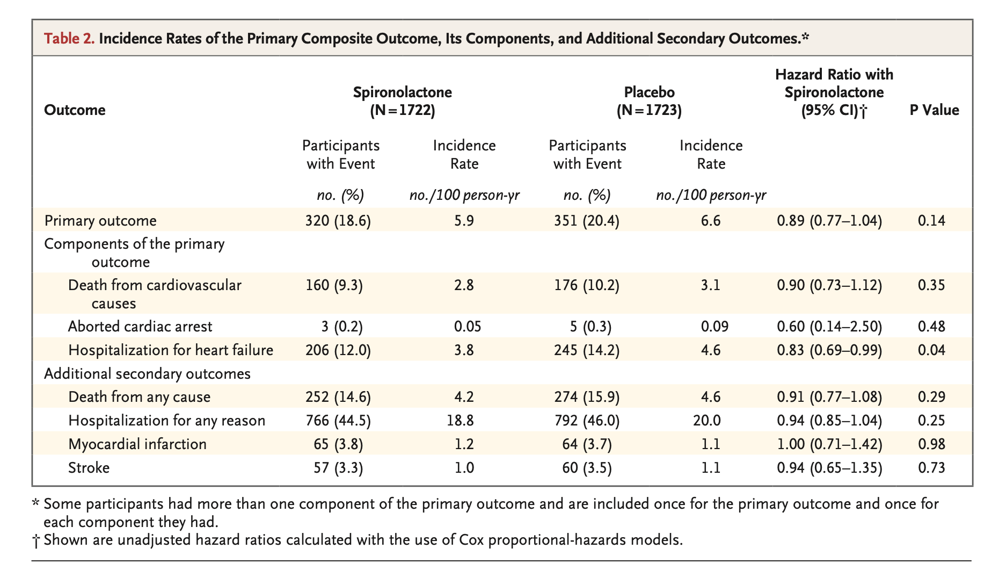 Table 2. Incidence Rates of the Primary Composite Outcome, Its Components, and Additional Secondary Outcomes.*
Outcome Spironolactone (N=1722) Placebo (N=1723) Hazard Ratio with Spironolactone (95% CI)† P Value
Participants with Event Incidence Rate Participants with Event Incidence Rate
no. (%) no./100 person-yr no. (%) no./100 person-yr
Primary outcome 320 (18.6) 5.9 351 (20.4) 6.6 0.89 (0.77–1.04) 0.14
Components of the primary
outcome
Death from cardiovascular 160 (9.3) 2.8 176 (10.2) 3.1 0.90 (0.73–1.12) 0.35
causes
Aborted cardiac arrest 3 (0.2) 0.05 5 (0.3) 0.09 0.60 (0.14–2.50) 0.48
Hospitalization for heart failure 206 (12.0) 3.8 245 (14.2) 4.6 0.83 (0.69–0.99) 0.04
Additional secondary outcomes
Death from any cause 252 (14.6) 4.2 274 (15.9) 4.6 0.91 (0.77–1.08) 0.29
Hospitalization for any reason 766 (44.5) 18.8 792 (46.0) 20.0 0.94 (0.85–1.04) 0.25
Myocardial infarction 65 (3.8) 1.2 64 (3.7) 1.1 1.00 (0.71–1.42) 0.98
Stroke 57 (3.3) 1.0 60 (3.5) 1.1 0.94 (0.65–1.35) 0.73
* Some participants had more than one component of the primary outcome and are included once for the primary outcome and once for
each component they had.
† Shown are unadjusted hazard ratios calculated with the use of Cox proportional-hazards models.